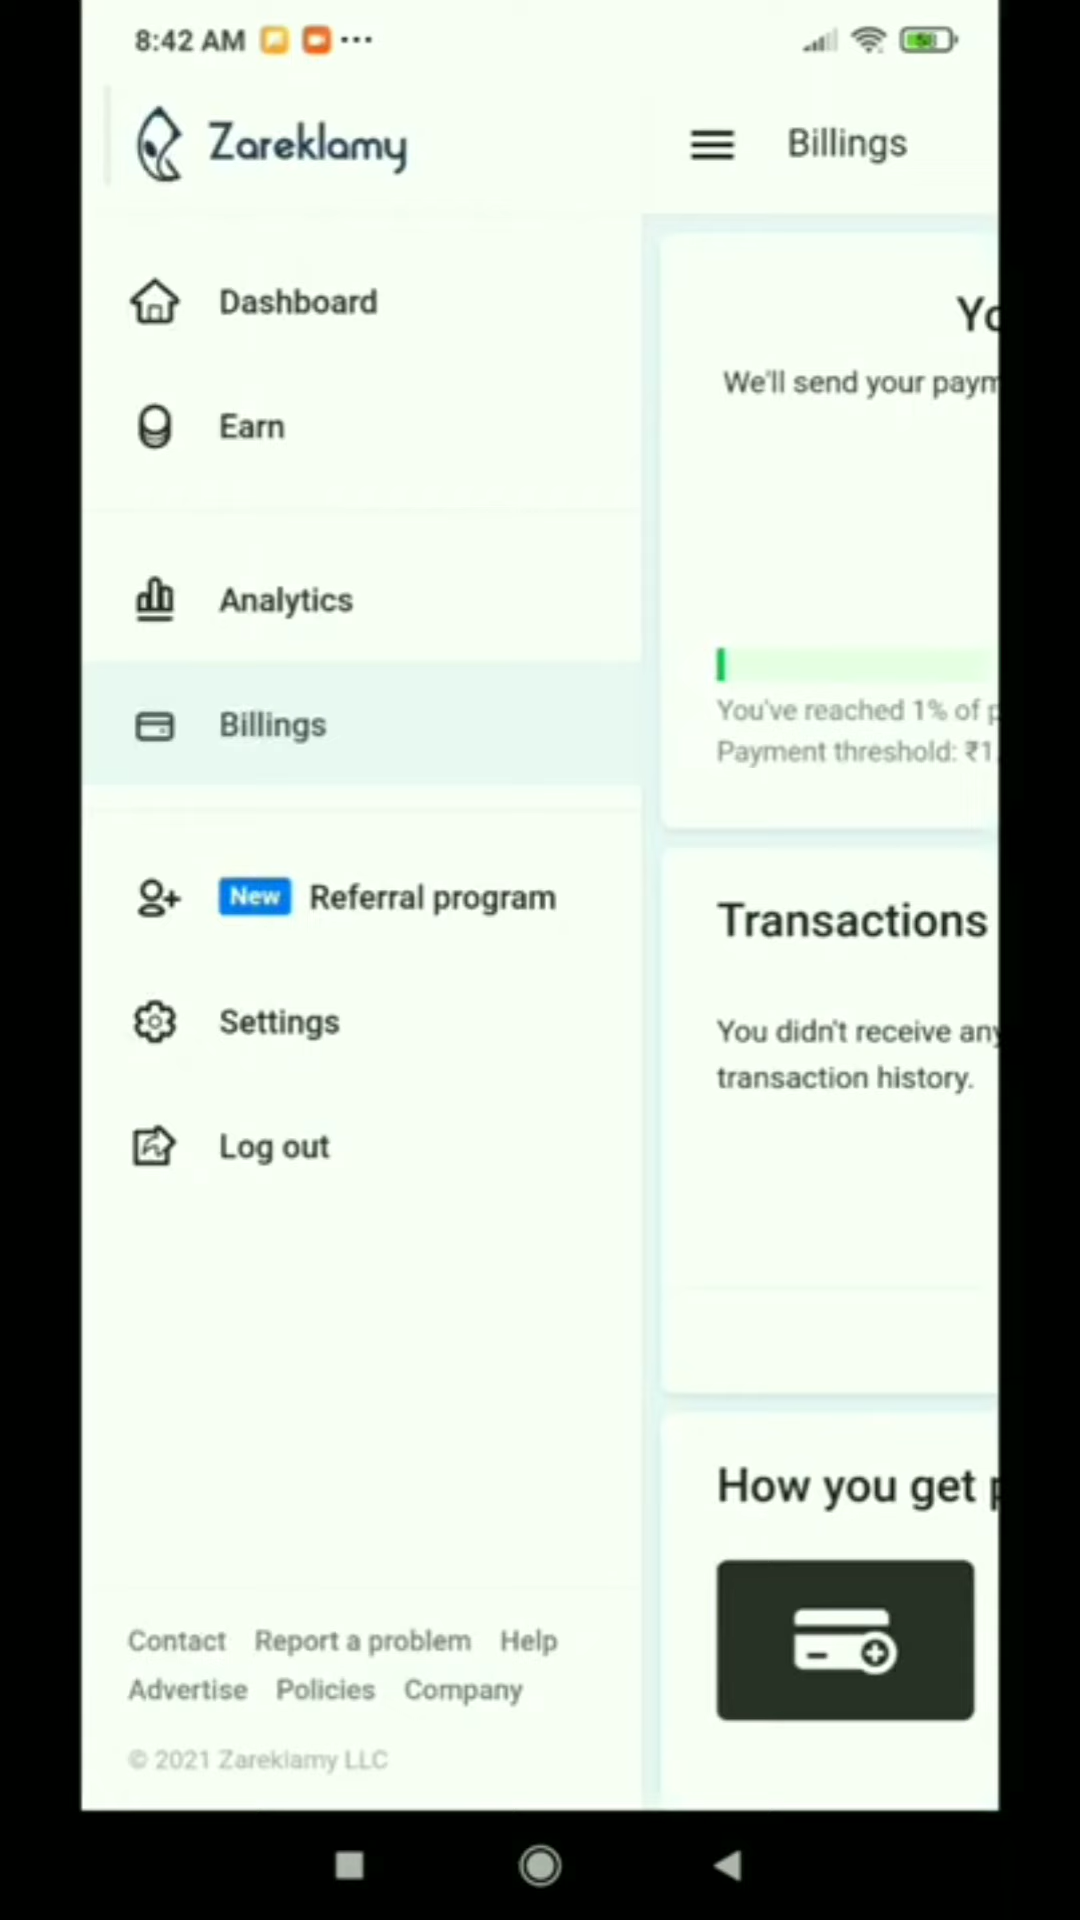 8:42 AM
Zareklamy
Billings
Dashboard
Earn
Analytics
Billings
New Referral program
Settings
Log out
Contact Report a problem Help
Advertise Policies Company
© 2021 Zareklamy LLC
We'll send your
You've reached 1% of
Payment threshold: ₹1
Transactions
You didn't receive
transaction history.
How you get